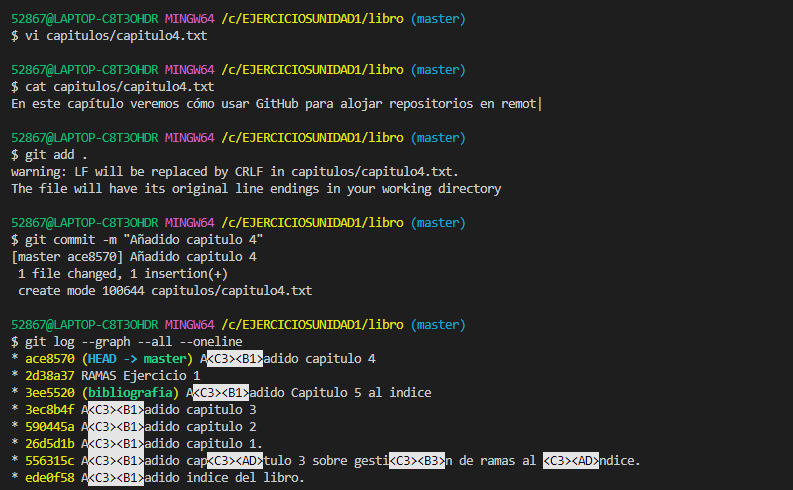 52867@LAPTOP-C8T3OHDR MINGW64 /c/EJERCICIOSUNIDAD1/libro (master)
$ vi capitulos/capitulo4.txt
52867@LAPTOP-C8T3OHDR MINGW64 /c/EJERCICIOSUNIDAD1/libro (master)
$ cat capitulos/capitulo4.txt
En este capítulo veremos cómo usar GitHub para alojar repositorios en remot|
52867@LAPTOP-C8T3OHDR MINGW64 /c/EJERCICIOSUNIDAD1/libro (master)
$ git add .
warning: LF will be replaced by CRLF in capitulos/capitulo4.txt.
The file will have its original line endings in your working directory
52867@LAPTOP-C8T3OHDR MINGW64 /c/EJERCICIOSUNIDAD1/libro (master)
$ git commit -m "Añadido capitulo 4"
[master ace8570] Añadido capitulo 4
1 file changed, 1 insertion(+)
create mode 100644 capitulos/capitulo4.txt
52867@LAPTOP-C8T3OHDR MINGW64 /c/EJERCICIOSUNIDAD1/libro (master)
$ git log --graph --all --oneline
* ace8570 (HEAD -> master) A<C3><B1>adido capitulo 4
* 2d38a37 RAMAS Ejercicio 1
* 3ee5520 (bibliografia) A<C3><B1>adido Capitulo 5 al indice
* 3ec8b4f A<C3><B1>adido capitulo 3
* 590445a A<C3><B1>adido capitulo 2
* 26d5d1b A<C3><B1>adido capitulo 1.
* 556315c A<C3><B1>adido cap<C3><AD>tulo 3 sobre gesti<C3><B3>n de ramas al <C3><AD>ndice.
* ede0f58 A<C3><B1>adido indice del libro.